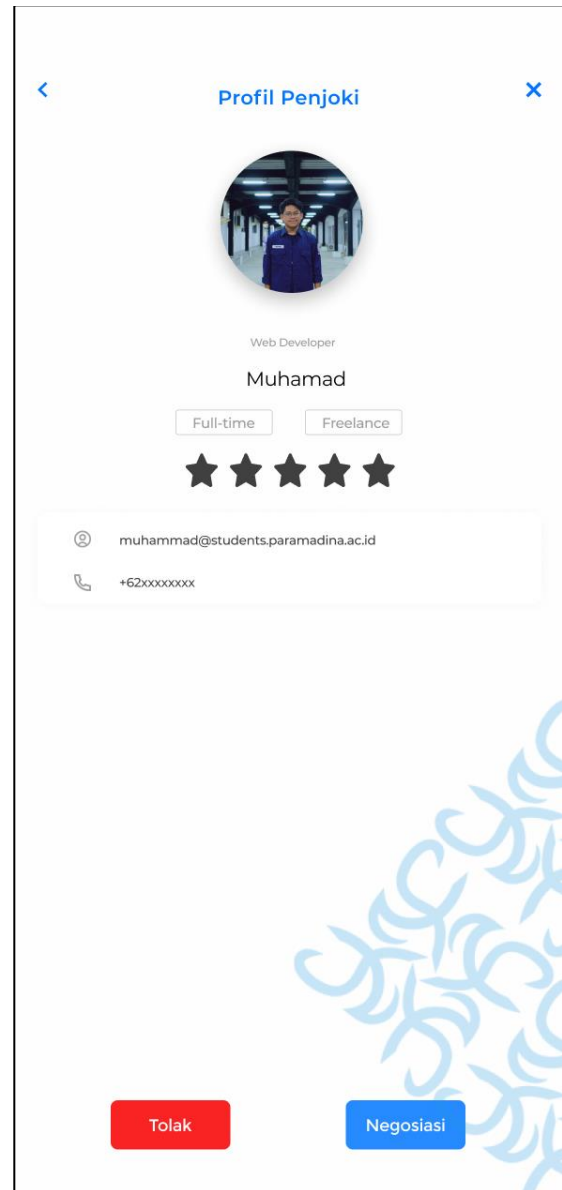 Profil Penjoki
Web Developer
Muhamad
Full-time Freelance
muhammad@students.paramadina.ac.id
+62xxxxxxxx
Tolak Negosiasi